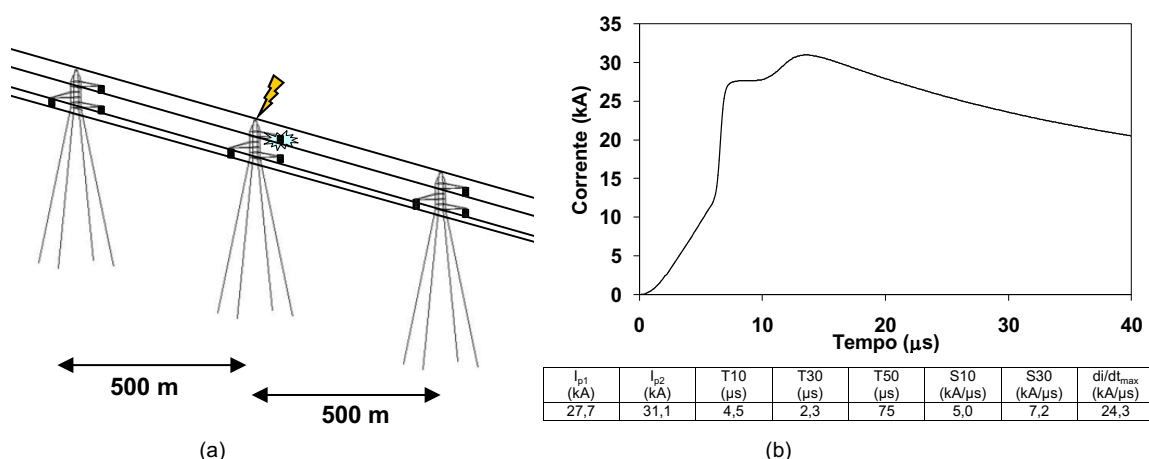 35
30
25
20
15
10
5
0
Corrente (kA)
0 10 20 30 40
Tempo (μs)
500 m
500 m
I_p1 (kA) I_p2 (kA) T10 (μs) T30 (μs) T50 (μs) S10 (kA/μs) S30 (kA/μs) di/dt_max (kA/μs)
27,7 31,1 4,5 2,3 75 5,0 7,2 24,3
(a) (b)